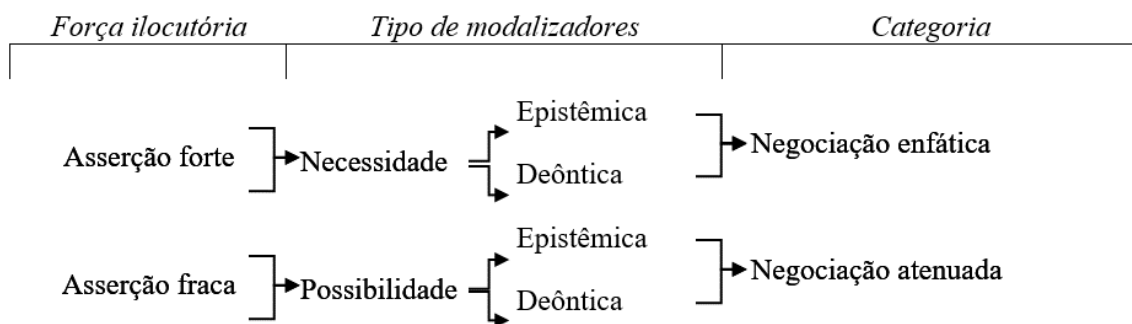 Força ilocutória Tipo de modalizadores Categoria
Epistêmica
Asserção forte Necessidade Negociação enfática
Deôntica
Epistêmica
Asserção fraca Possibilidade Negociação atenuada
Deôntica